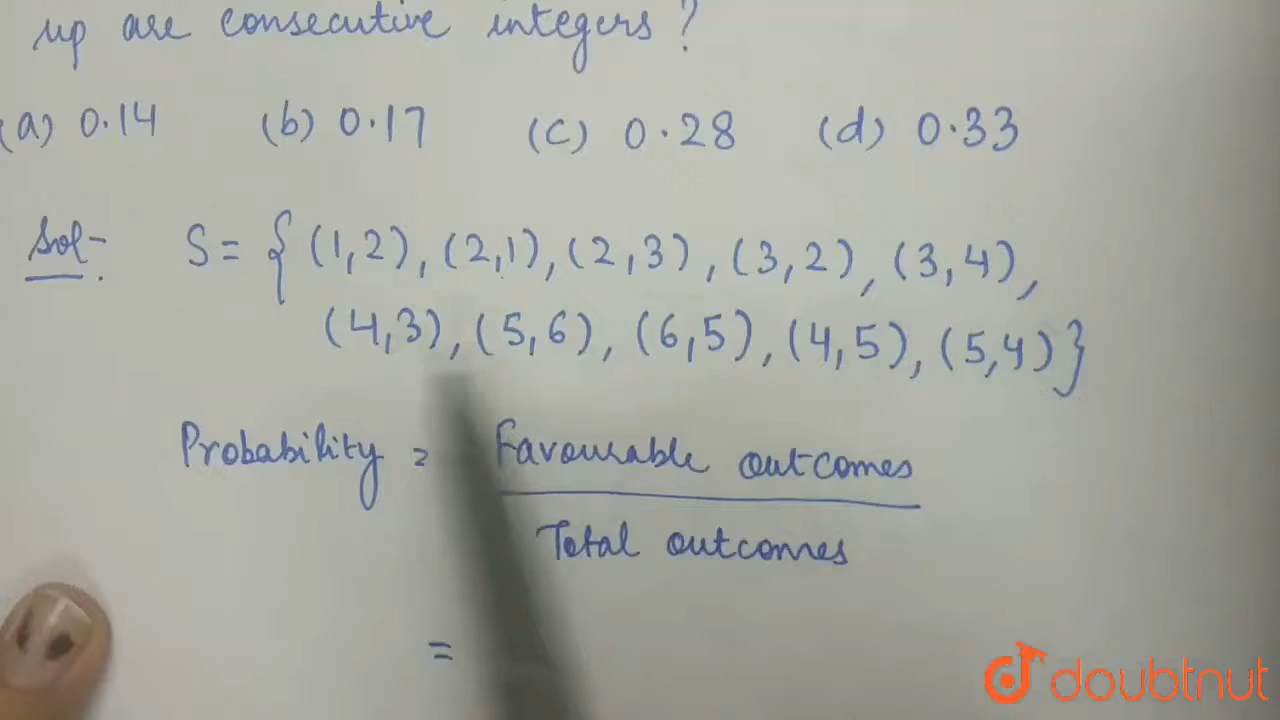 up are consecutive integers?
(a) 0.14 (b) 0.17 (c) 0.28 (d) 0.33
Sol- S = { (1,2), (2,1), (2,3), (3,2), (3,4),
(4,3), (5,6), (6,5), (4,5), (5,4) }
Probability = Favourable outcomes
Total outcomes
=
doubtnut